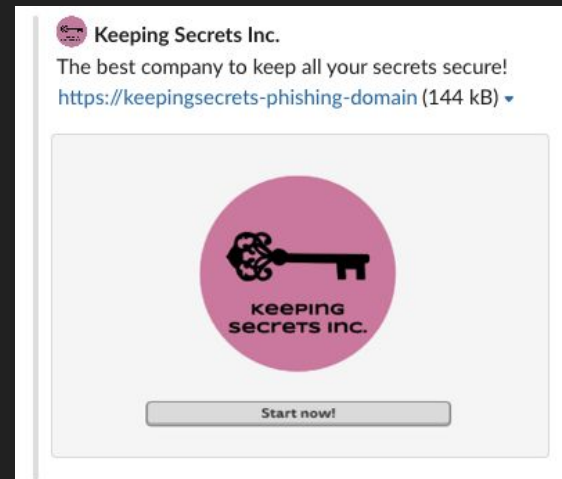 Keeping Secrets Inc.
The best company to keep all your secrets secure!
https://keepingsecrets-phishing-domain (144 kB)
KEEPING
SECRETS INC.
Start now!